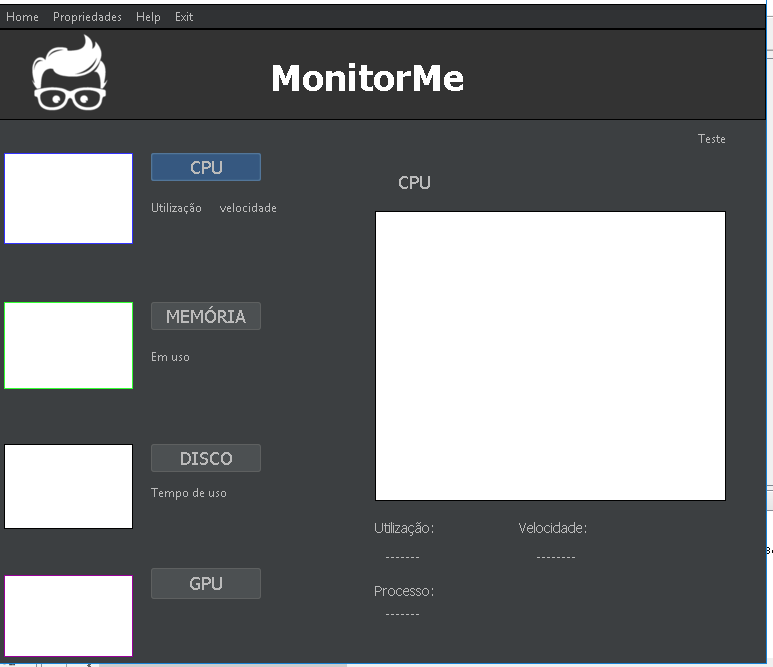 Home Propriedades Help Exit
MonitorMe
Teste
CPU
Utilização velocidade
MEMÓRIA
Em uso
DISCO
Tempo de uso
GPU
CPU
Utilização: Velocidade:
------- --------
Processo:
-------